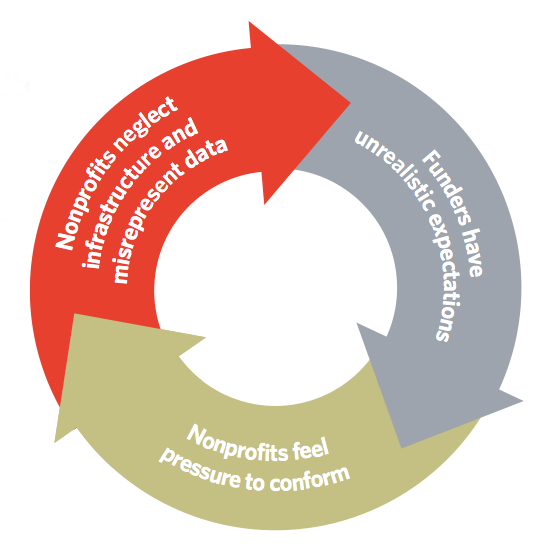 Nonprofits neglect
infrastructure and
misrepresent data
Funders have
unrealistic expectations
Nonprofits feel
pressure to conform